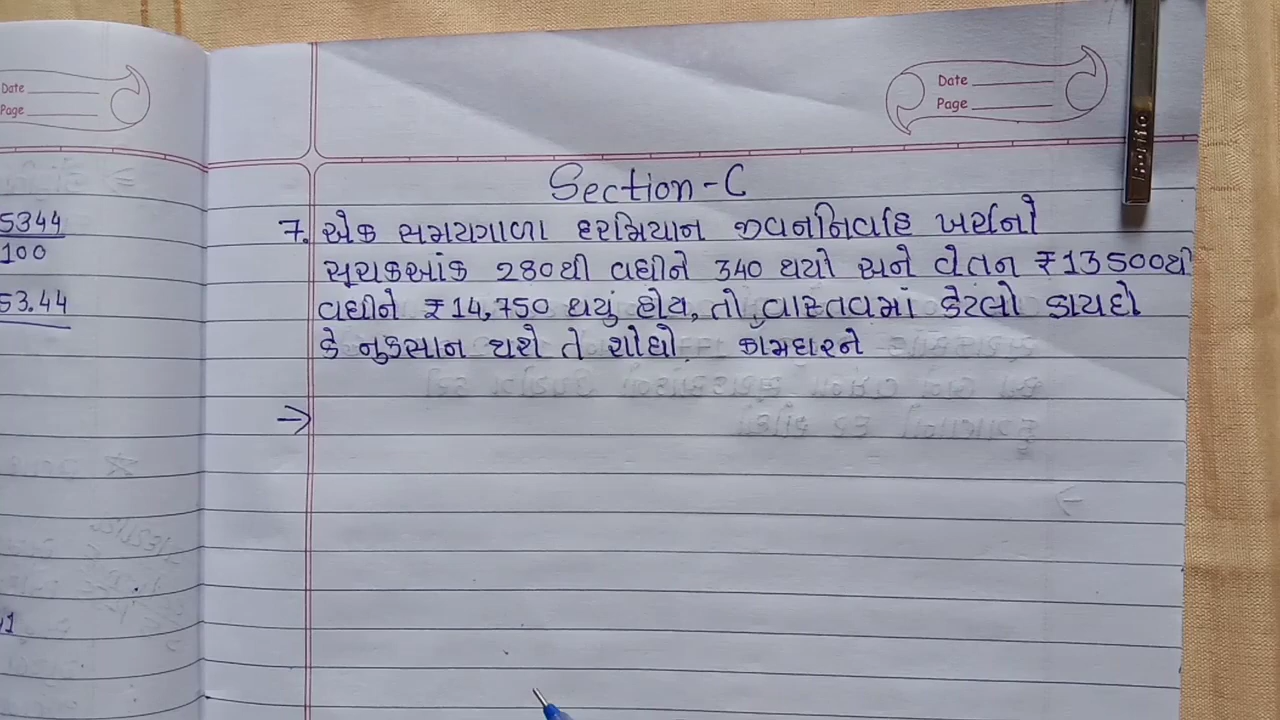 Date
Page
Date
Page
5344
100
53.44
Section-C
7. એક સમયગાળા દરમિયાન જીવનનિર્વાહ ખર્ચનો
સૂચકઆંક 280થી વધીને 340 થયો અને વેતન ₹13500થી
વધીને ₹14,750 થયું હોય, તો વાસ્તવમાં કેટલો ફાયદો
કે નુકસાન થશે તે શોધો. કામદારને
→